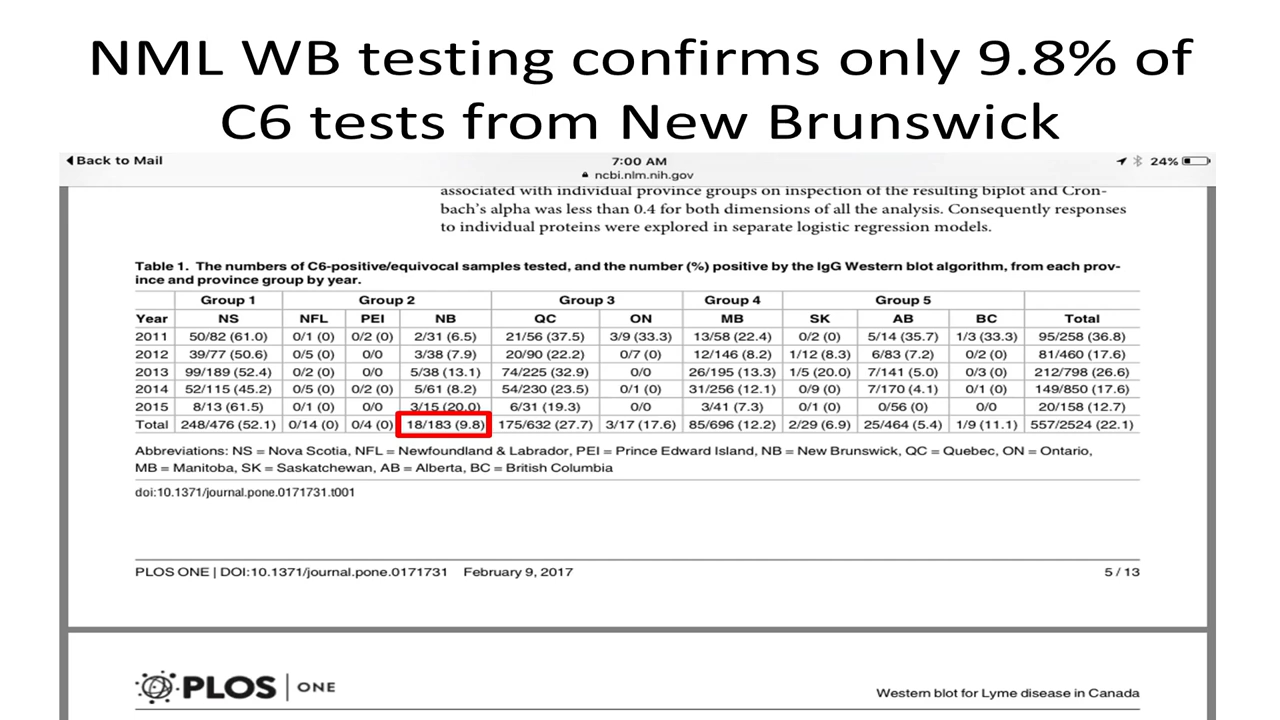 NML WB testing confirms only 9.8% of
C6 tests from New Brunswick
Back to Mail 7:00 AM 24%
ncbi.nlm.nih.gov
associated with individual province groups on inspection of the resulting biplot and Cron-
bach's alpha was less than 0.4 for both dimensions of all the analysis. Consequently responses
to individual proteins were explored in separate logistic regression models.
Table 1. The numbers of C6-positive/equivocal samples tested, and the number (%) positive by the IgG Western blot algorithm, from each prov-
ince and province group by year.
Group 1 Group 2 Group 3 Group 4 Group 5
Year NS NFL PEI NB QC ON MB SK AB BC Total
2011 50/82 (61.0) 0/1 (0) 0/2 (0) 2/31 (6.5) 21/56 (37.5) 3/9 (33.3) 13/58 (22.4) 0/2 (0) 5/14 (35.7) 1/3 (33.3) 95/258 (36.8)
2012 39/77 (50.6) 0/5 (0) 0/0 3/38 (7.9) 20/90 (22.2) 0/7 (0) 12/146 (8.2) 1/12 (8.3) 6/83 (7.2) 0/2 (0) 81/460 (17.6)
2013 99/189 (52.4) 0/2 (0) 0/0 5/38 (13.1) 74/225 (32.9) 0/0 26/195 (13.3) 1/5 (20.0) 7/141 (5.0) 0/3 (0) 212/798 (26.6)
2014 52/115 (45.2) 0/5 (0) 0/2 (0) 5/61 (8.2) 54/230 (23.5) 0/1 (0) 31/256 (12.1) 0/9 (0) 7/170 (4.1) 0/1 (0) 149/850 (17.6)
2015 8/13 (61.5) 0/1 (0) 0/0 3/15 (20.0) 6/31 (19.3) 0/0 3/41 (7.3) 0/1 (0) 0/56 (0) 0/0 20/158 (12.7)
Total 248/476 (52.1) 0/14 (0) 0/4 (0) 18/183 (9.8) 175/632 (27.7) 3/17 (17.6) 85/696 (12.2) 2/29 (6.9) 25/464 (5.4) 1/9 (11.1) 557/2524 (22.1)
Abbreviations: NS = Nova Scotia, NFL = Newfoundland & Labrador, PEI = Prince Edward Island, NB = New Brunswick, QC = Quebec, ON = Ontario,
MB = Manitoba, SK = Saskatchewan, AB = Alberta, BC = British Columbia
doi:10.1371/journal.pone.0171731.t001
PLOS ONE | DOI:10.1371/journal.pone.0171731 February 9, 2017 5 / 13
PLOS ONE
Western blot for Lyme disease in Canada